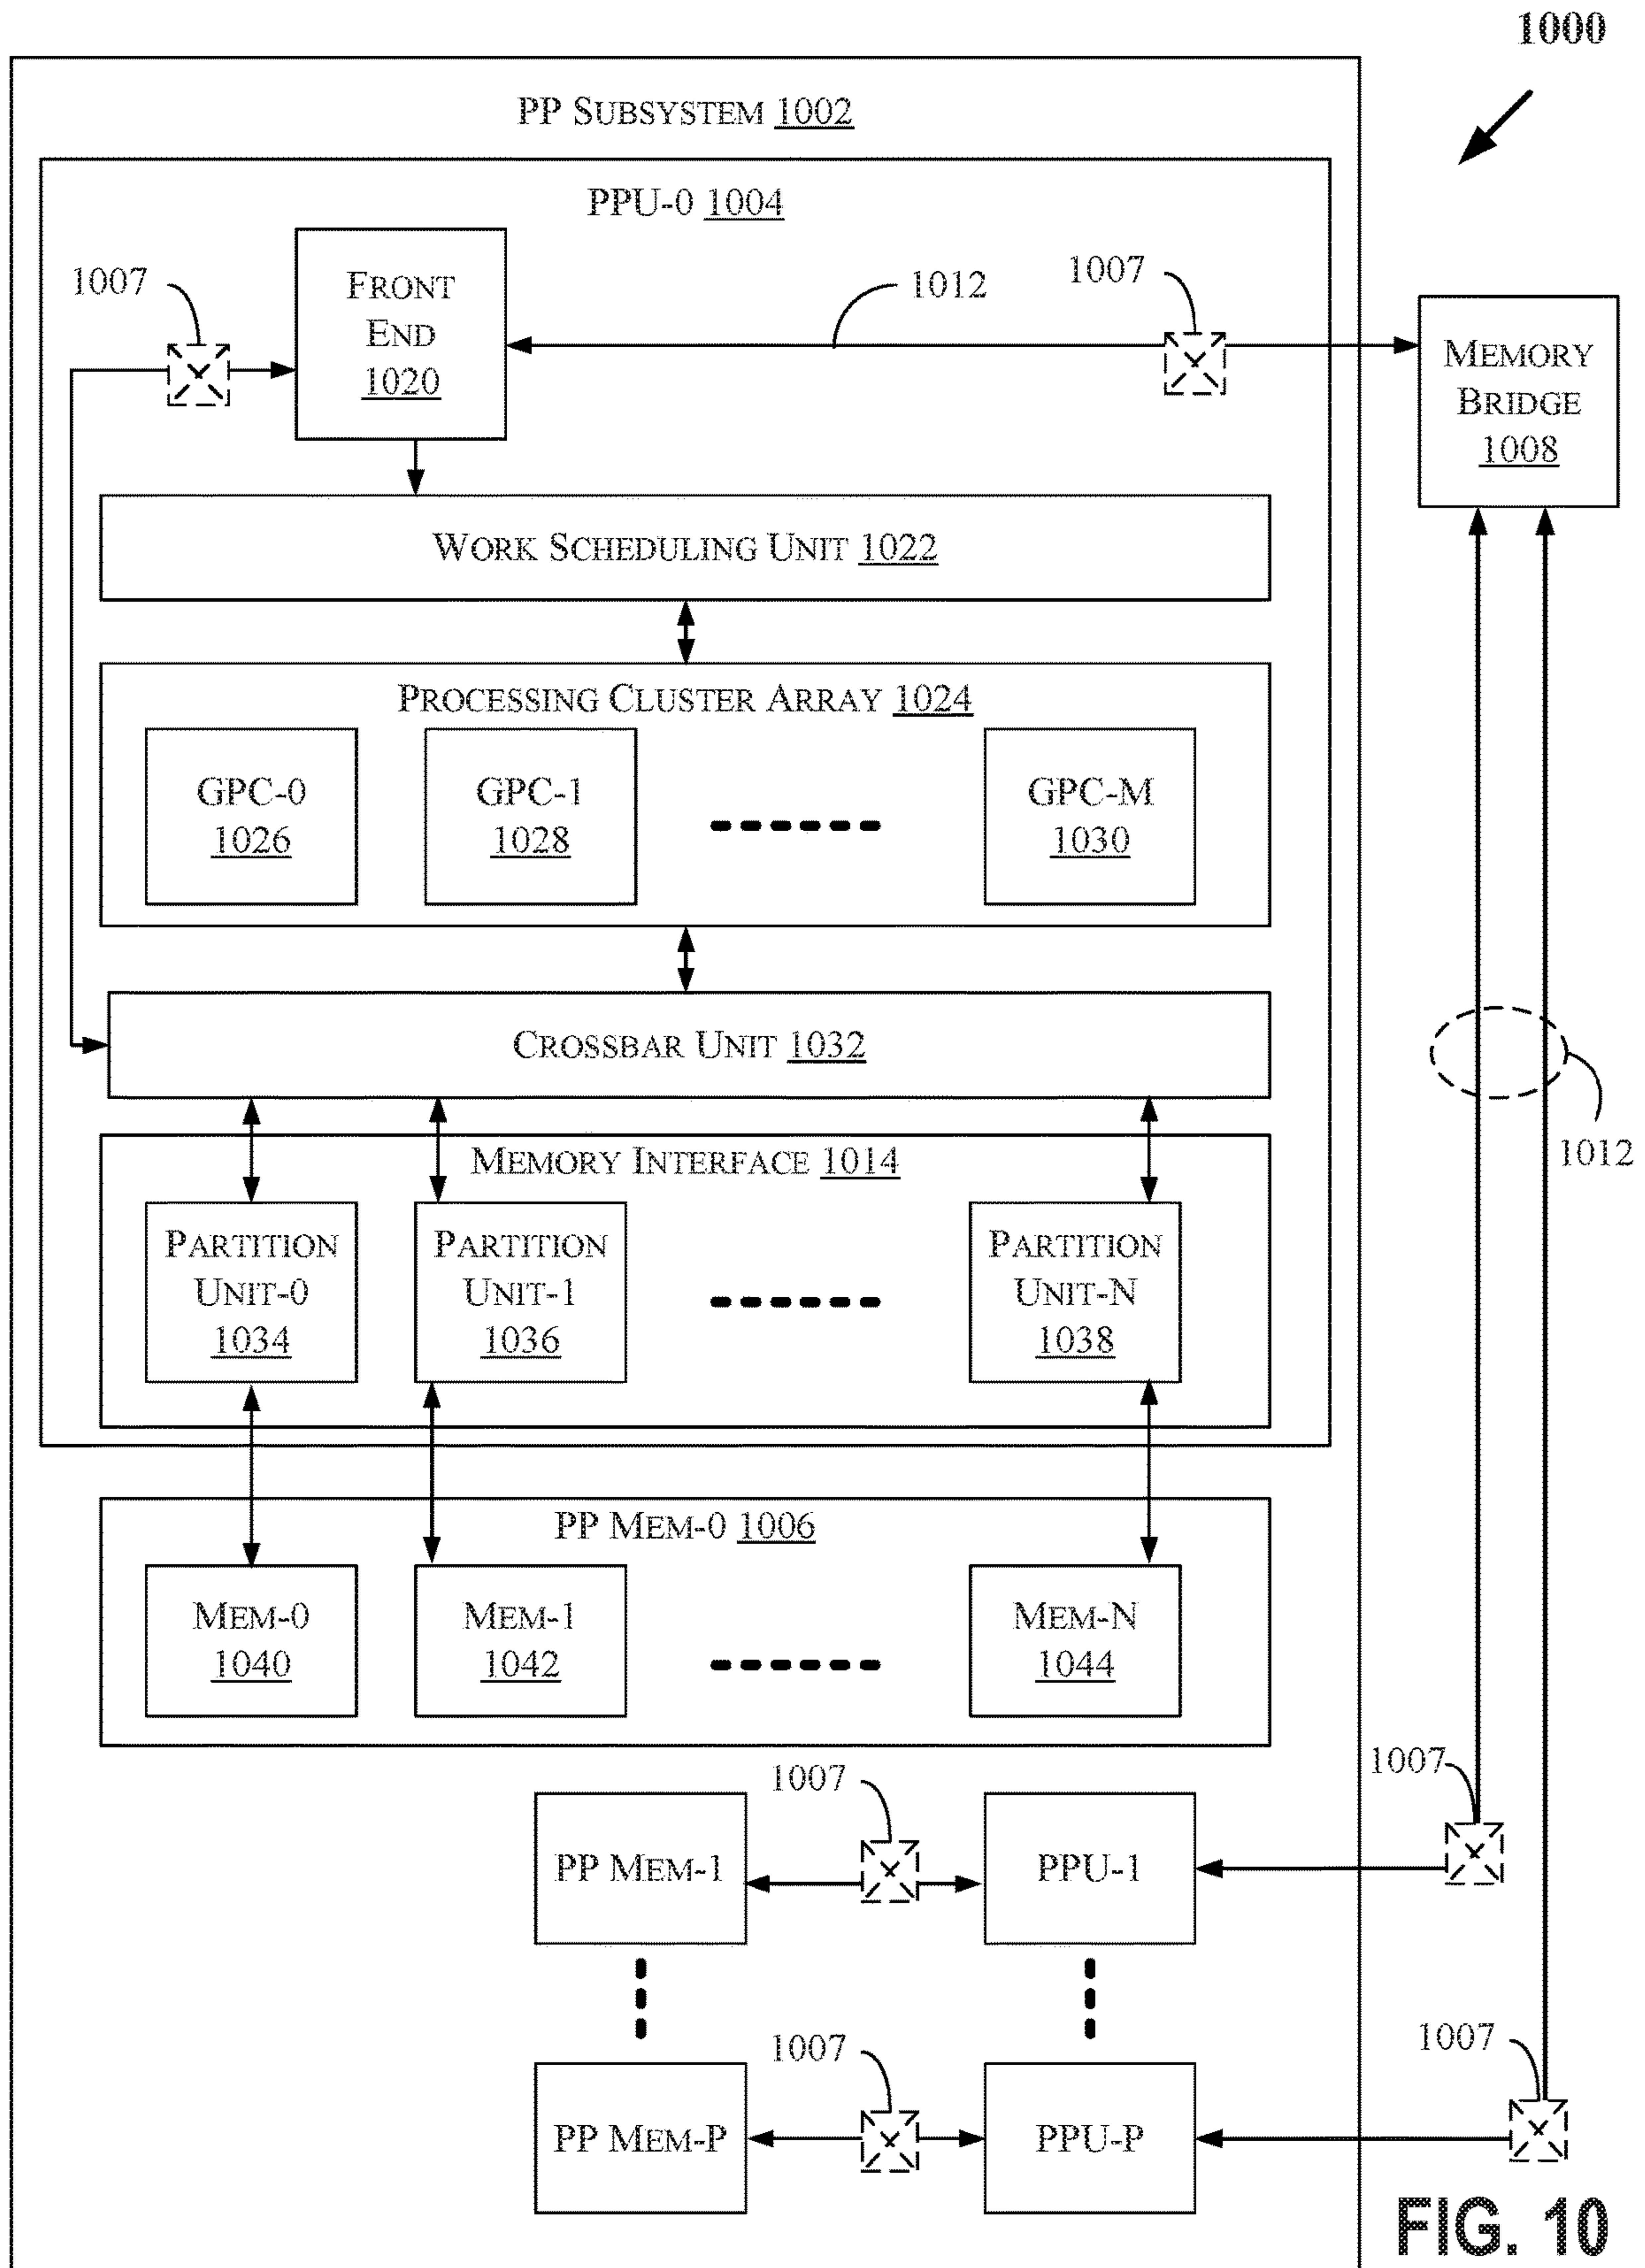 1000
PP SUBSYSTEM 1002
PPU-0 1004
1007
FRONT
END
1020
1012
1007
MEMORY
BRIDGE
1008
WORK SCHEDULING UNIT 1022
PROCESSING CLUSTER ARRAY 1024
GPC-0
1026
GPC-1
1028
GPC-M
1030
CROSSBAR UNIT 1032
1012
MEMORY INTERFACE 1014
PARTITION
UNIT-0
1034
PARTITION
UNIT-1
1036
PARTITION
UNIT-N
1038
PP MEM-0 1006
MEM-0
1040
MEM-1
1042
MEM-N
1044
1007
1007
PP MEM-1
PPU-1
1007
1007
PP MEM-P
PPU-P
FIG. 10